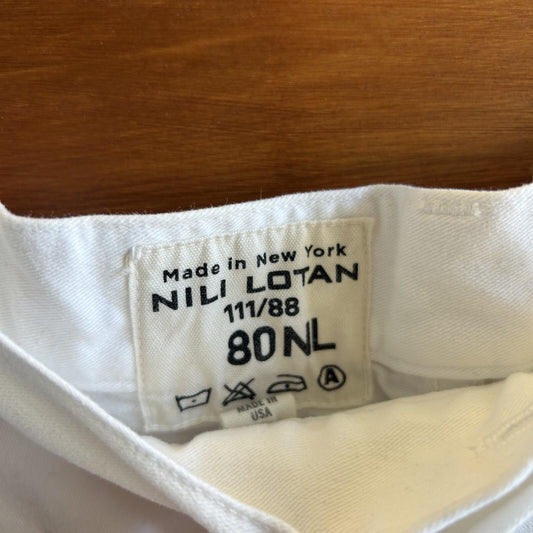 Made in New York
NILI LOTAN
111/88
80NL
A
MADE IN
USA